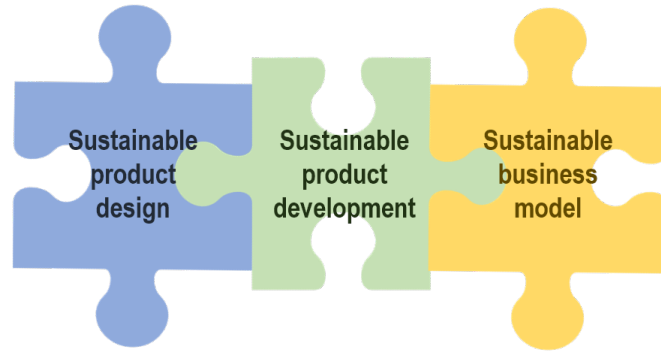 Sustainable
product
design
Sustainable
product
development
Sustainable
business
model